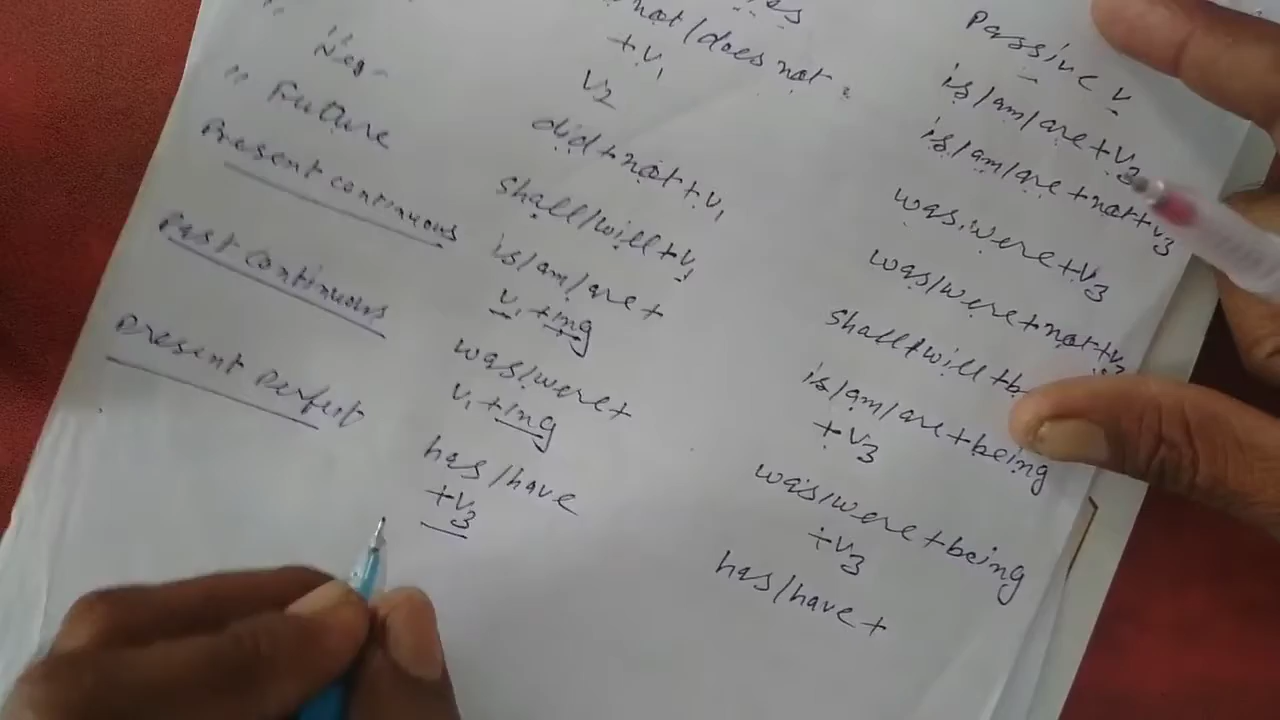 Passive v
not/does not
is/am/are+v3
+v1
Neg-
is/am/are+not+v3
v2
" Future
was.were+v3
did+not+v1
Present continuous
was/were+not+v3
shall/will+v1
shall+will+be
Past continuous
is/am/are+
v1+ing
is/am/are+being
+v3
Present Perfect
was/were+
v1+ing
was/were+being
+v3
has/have
+v3
has/have+